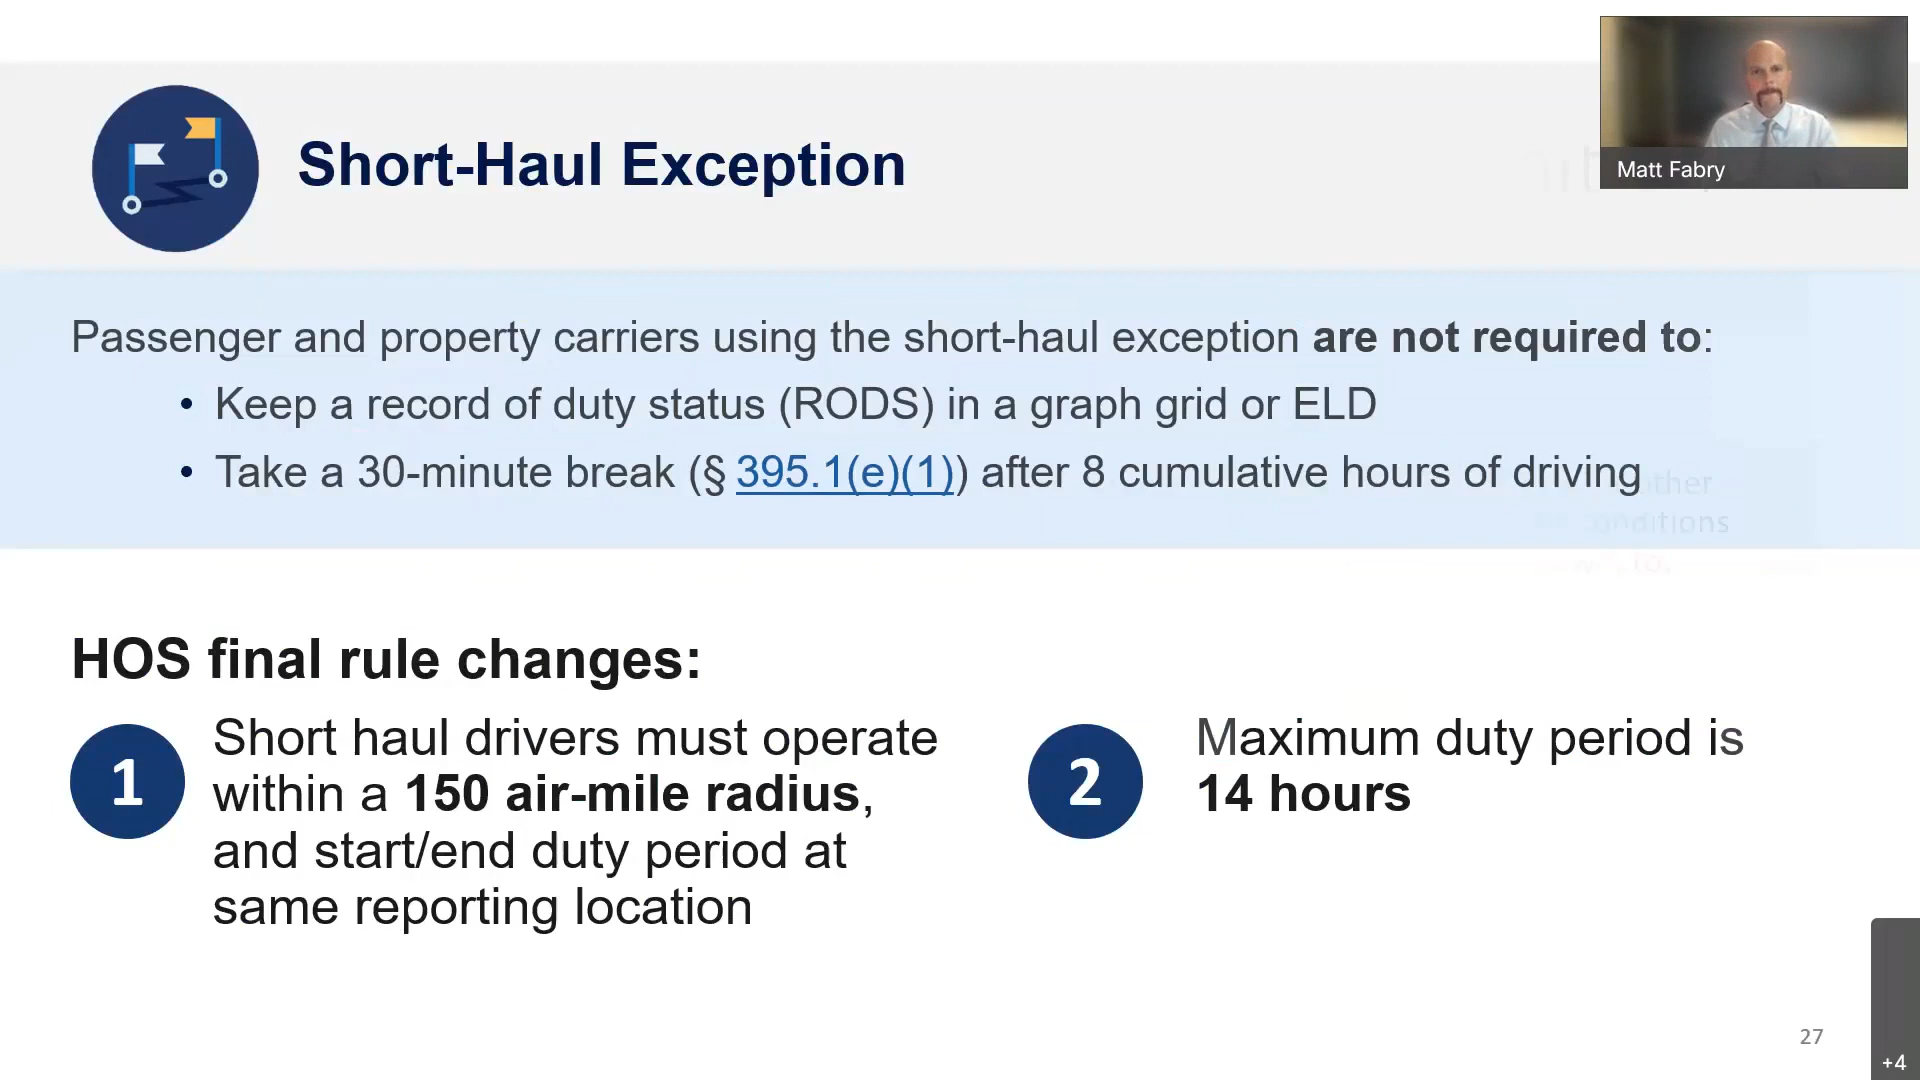 Short-Haul Exception
Matt Fabry
Passenger and property carriers using the short-haul exception are not required to:
• Keep a record of duty status (RODS) in a graph grid or ELD
• Take a 30-minute break (§ 395.1(e)(1)) after 8 cumulative hours of driving
other
conditions
HOS final rule changes:
1
Short haul drivers must operate
within a 150 air-mile radius,
and start/end duty period at
same reporting location
2
Maximum duty period is
14 hours
27
+4